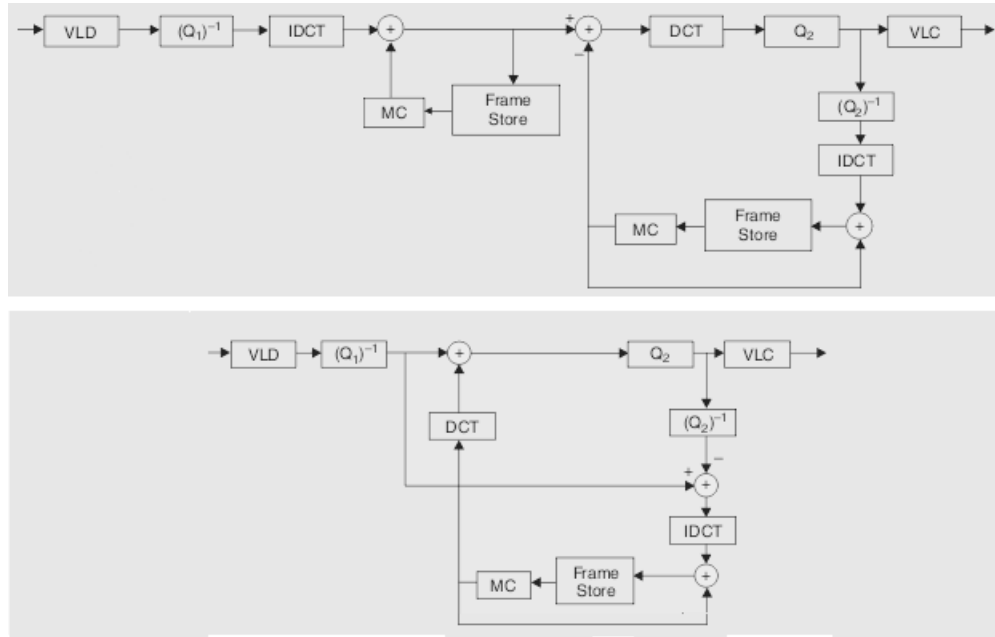 VLD (Q₁)⁻¹ IDCT + + + DCT Q₂ VLC
−
MC Frame Store
(Q₂)⁻¹
IDCT
MC Frame Store +
VLD (Q₁)⁻¹ + Q₂ VLC
DCT (Q₂)⁻¹
−
+ +
IDCT
MC Frame Store +